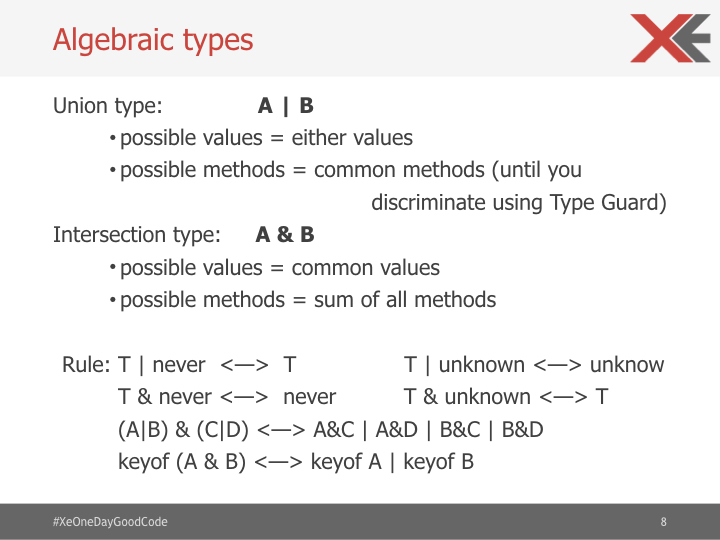 Algebraic types
XE
Union type: A | B
• possible values = either values
• possible methods = common methods (until you
discriminate using Type Guard)
Intersection type: A & B
• possible values = common values
• possible methods = sum of all methods
Rule: T | never <—> T T | unknown <—> unknow
T & never <—> never T & unknown <—> T
(A|B) & (C|D) <—> A&C | A&D | B&C | B&D
keyof (A & B) <—> keyof A | keyof B
#XeOneDayGoodCode 8